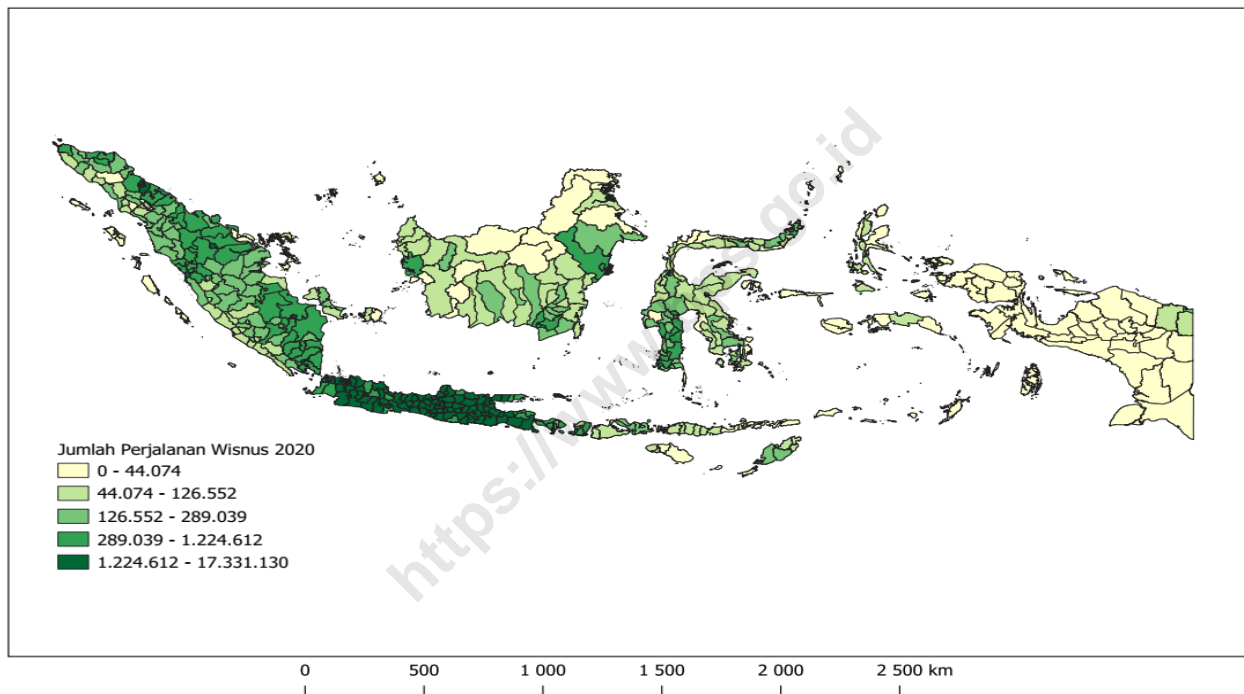 https://www.bps.go.id
Jumlah Perjalanan Wisnus 2020
0 - 44.074
44.074 - 126.552
126.552 - 289.039
289.039 - 1.224.612
1.224.612 - 17.331.130
0 500 1 000 1 500 2 000 2 500 km